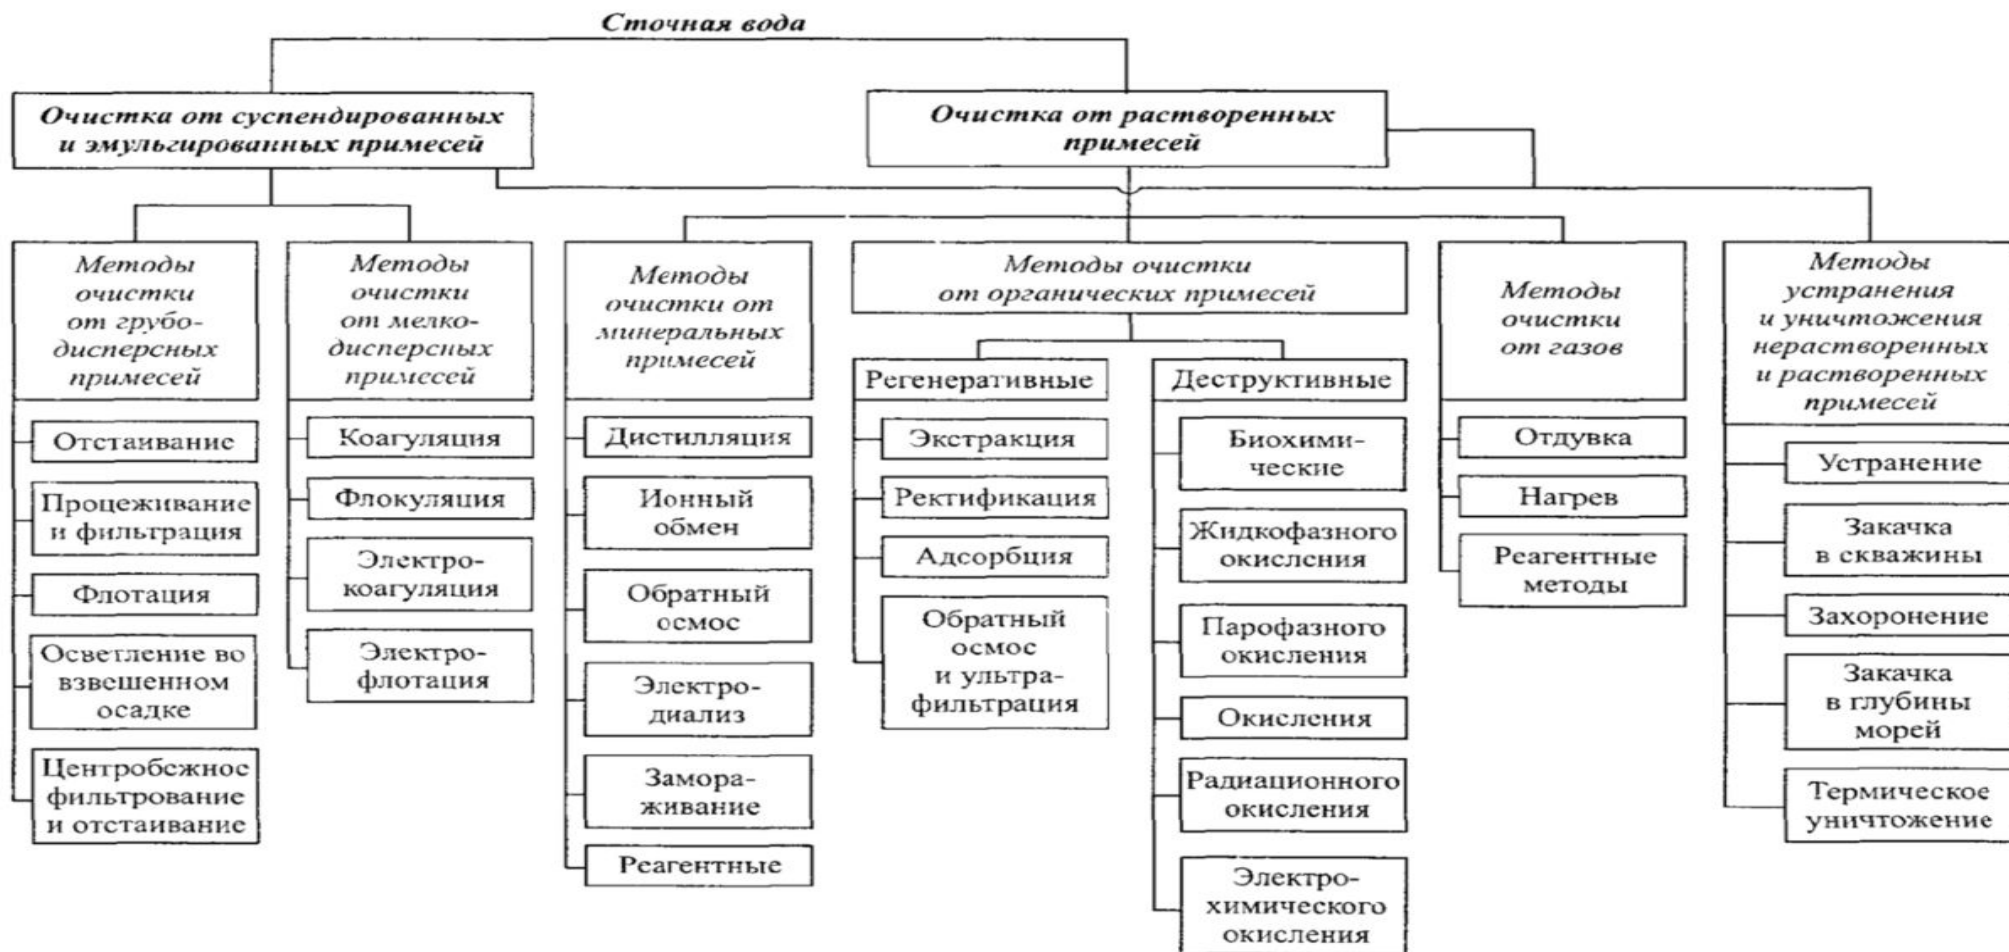 Сточная вода
Очистка от суспендированных
и эмульгированных примесей
Очистка от растворенных
примесей
Методы
очистки
от грубо-
дисперсных
примесей
Отстаивание
Процеживание
и фильтрация
Флотация
Осветление во
взвешенном
осадке
Центробежное
фильтрование
и отстаивание
Методы
очистки
от мелко-
дисперсных
примесей
Коагуляция
Флокуляция
Электро-
коагуляция
Электро-
флотация
Методы
очистки от
минеральных
примесей
Дистилляция
Ионный
обмен
Обратный
осмос
Электро-
диализ
Замора-
живание
Реагентные
Методы очистки
от органических примесей
Регенеративные
Экстракция
Ректификация
Адсорбция
Обратный
осмос
и ультра-
фильтрация
Деструктивные
Биохими-
ческие
Жидкофазного
окисления
Парофазного
окисления
Окисления
Радиационного
окисления
Электро-
химического
окисления
Методы
очистки
от газов
Отдувка
Нагрев
Реагентные
методы
Методы
устранения
и уничтожения
нерастворенных
и растворенных
примесей
Устранение
Закачка
в скважины
Захоронение
Закачка
в глубины
морей
Термическое
уничтожение